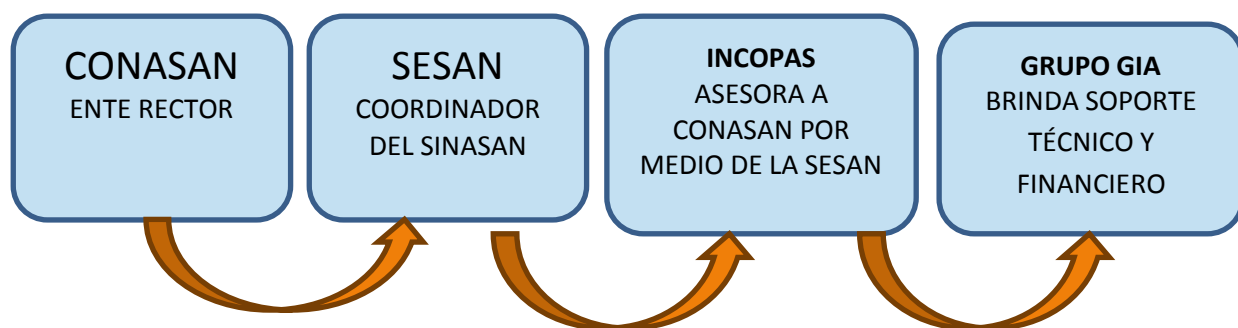 CONASAN
ENTE RECTOR
SESAN
COORDINADOR
DEL SINASAN
INCOPAS
ASESORA A
CONASAN POR
MEDIO DE LA SESAN
GRUPO GIA
BRINDA SOPORTE
TÉCNICO Y
FINANCIERO